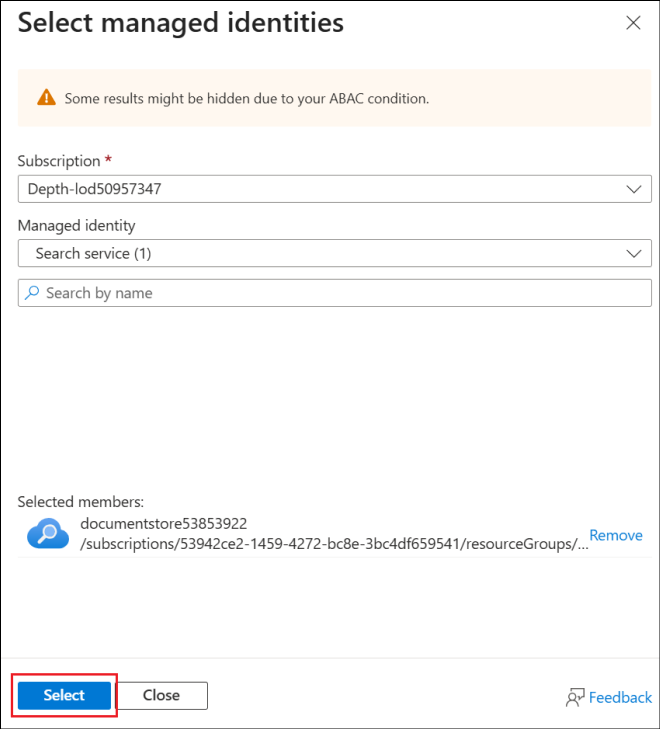 Select managed identities
Some results might be hidden due to your ABAC condition.
Subscription *
Depth-lod50957347
Managed identity
Search service (1)
Search by name
Selected members:
documentstore53853922
/subscriptions/53942ce2-1459-4272-bc8e-3bc4df659541/resourceGroups/...
Remove
Select
Close
Feedback